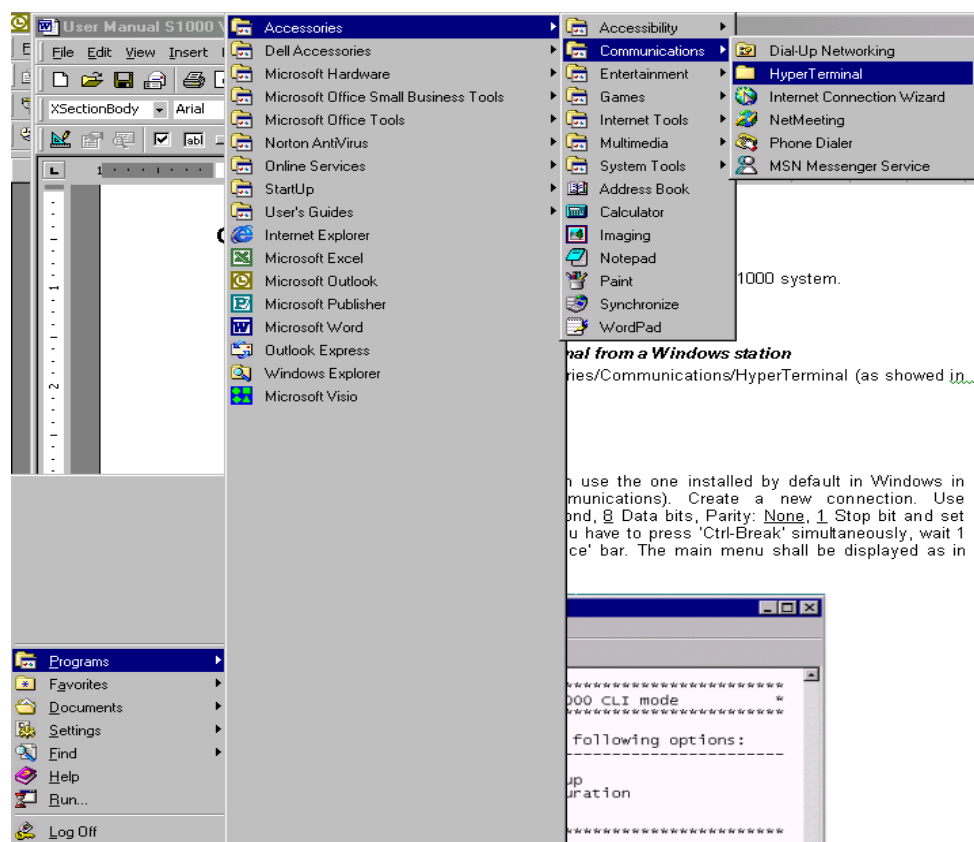 User Manual S1000
File Edit View Insert
XSectionBody Arial
1
2
Accessories
Dell Accessories
Microsoft Hardware
Microsoft Office Small Business Tools
Microsoft Office Tools
Norton AntiVirus
Online Services
StartUp
User's Guides
Internet Explorer
Microsoft Excel
Microsoft Outlook
Microsoft Publisher
Microsoft Word
Outlook Express
Windows Explorer
Microsoft Visio
Accessibility
Communications
Entertainment
Games
Internet Tools
Multimedia
System Tools
Address Book
Calculator
Imaging
Notepad
Paint
Synchronize
WordPad
Dial-Up Networking
HyperTerminal
Internet Connection Wizard
NetMeeting
Phone Dialer
MSN Messenger Service
1000 system.
nal from a Windows station
ries/Communications/HyperTerminal (as showed in
n use the one installed by default in Windows in
munications). Create a new connection. Use
ond, 8 Data bits, Parity: None, 1 Stop bit and set
u have to press 'Ctrl-Break' simultaneously, wait 1
ce' bar. The main menu shall be displayed as in
************************
000 CLI mode *
************************
following options:
------------------------
up
uration
************************
Programs
Favorites
Documents
Settings
Find
Help
Run...
Log Off